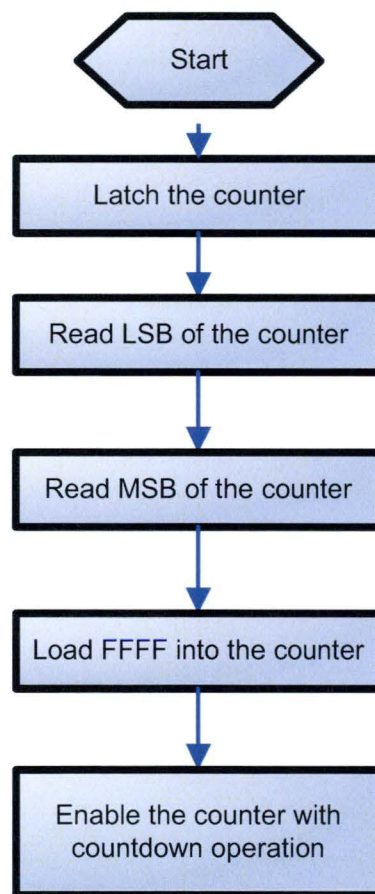 Start
Latch the counter
Read LSB of the counter
Read MSB of the counter
Load FFFF into the counter
Enable the counter with
countdown operation